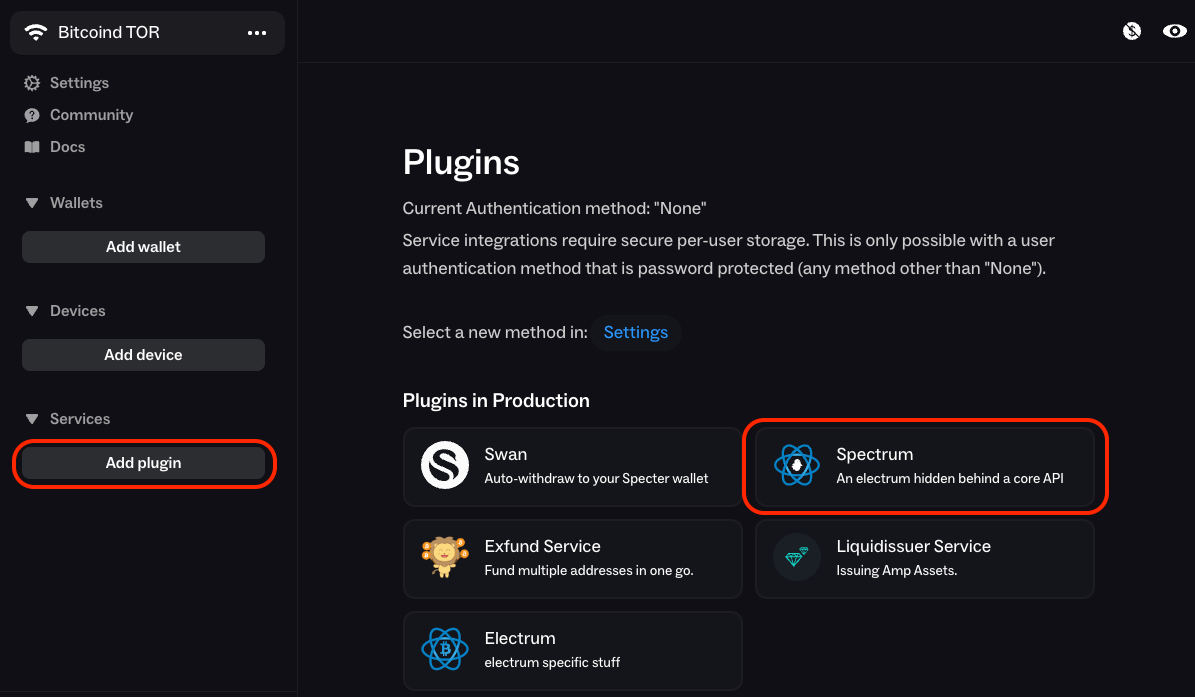 Bitcoind TOR
Settings
Community
Docs
Wallets
Add wallet
Devices
Add device
Services
Add plugin
Plugins
Current Authentication method: "None"
Service integrations require secure per-user storage. This is only possible with a user
authentication method that is password protected (any method other than "None").
Select a new method in: Settings
Plugins in Production
Swan
Auto-withdraw to your Specter wallet
Spectrum
An electrum hidden behind a core API
Exfund Service
Fund multiple addresses in one go.
Liquidissuer Service
Issuing Amp Assets.
Electrum
electrum specific stuff